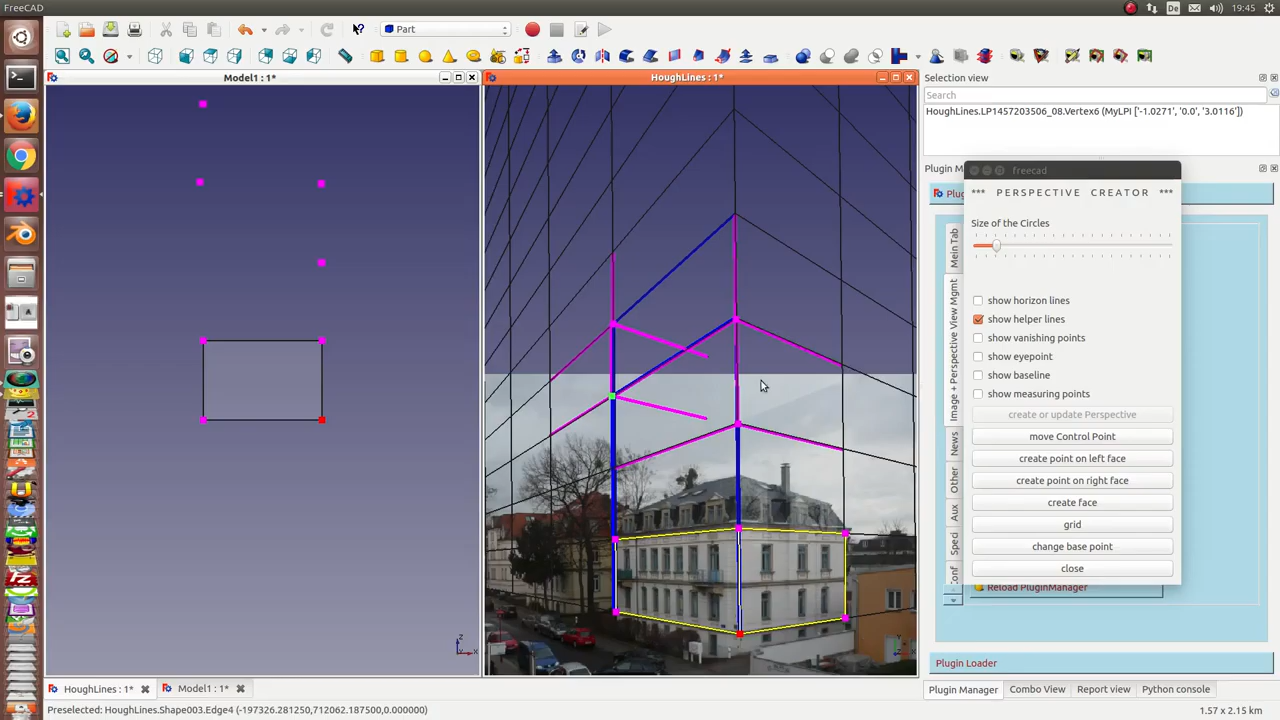 FreeCAD
De
19:45
Part
Model1 : 1*
HoughLines : 1*
Selection view
Search
HoughLines.LP1457203506_08.Vertex6 (MyLPI ['-1.0271', '0.0', '3.0116'])
Plugin M
freecad
Plug
*** PERSPECTIVE CREATOR ***
Size of the Circles
Mein Tab
Image + Perspective View Mgmt
News
Other
Aux
Sped
Conf
show horizon lines
show helper lines
show vanishing points
show eyepoint
show baseline
show measuring points
create or update Perspective
move Control Point
create point on left face
create point on right face
create face
grid
change base point
close
Reload PluginManager
Plugin Loader
HoughLines : 1*
Model1 : 1*
Plugin Manager
Combo View
Report view
Python console
Preselected: HoughLines.Shape003.Edge4 (-197326.281250,712062.187500,0.000000)
1.57 x 2.15 km